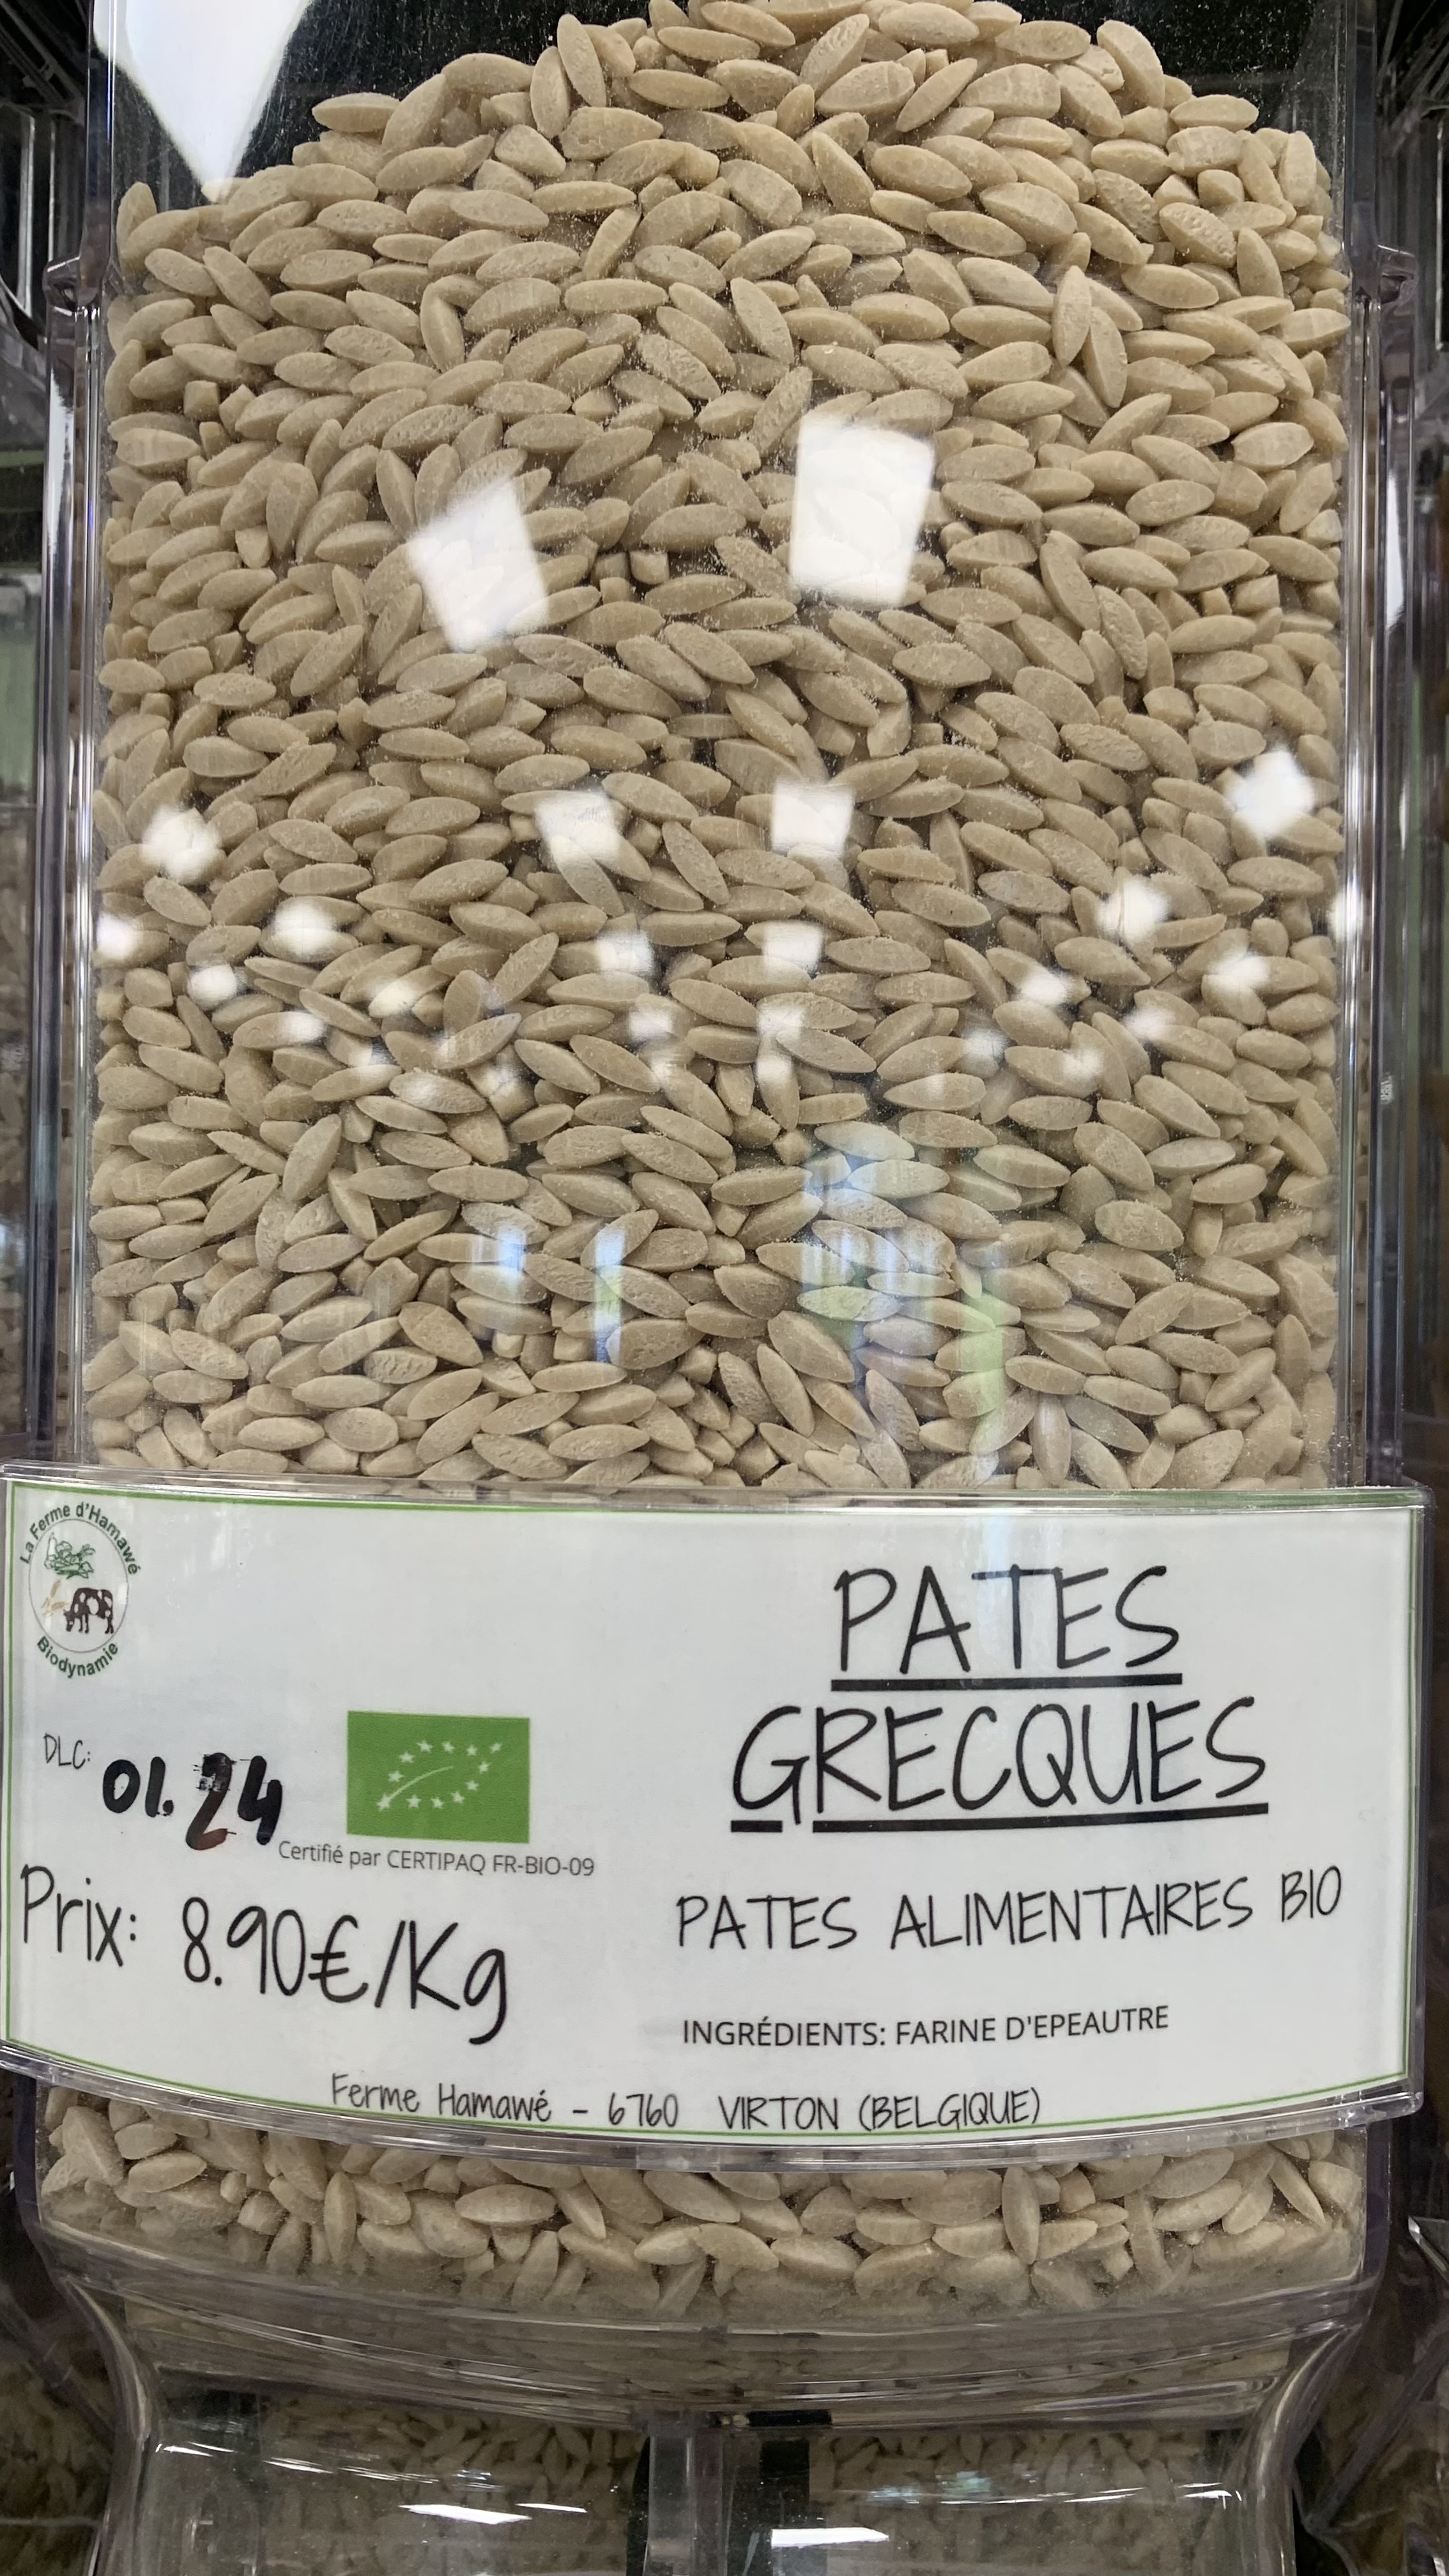 La Ferme d'Hamawé
Biodynamie
DLC: 01.24
Certifié par CERTIPAQ FR-BIO-09
Prix: 8.90€/Kg
PATES
GRECQUES
PATES ALIMENTAIRES BIO
INGRÉDIENTS: FARINE D'EPEAUTRE
Ferme Hamawé - 6760 VIRTON (BELGIQUE)